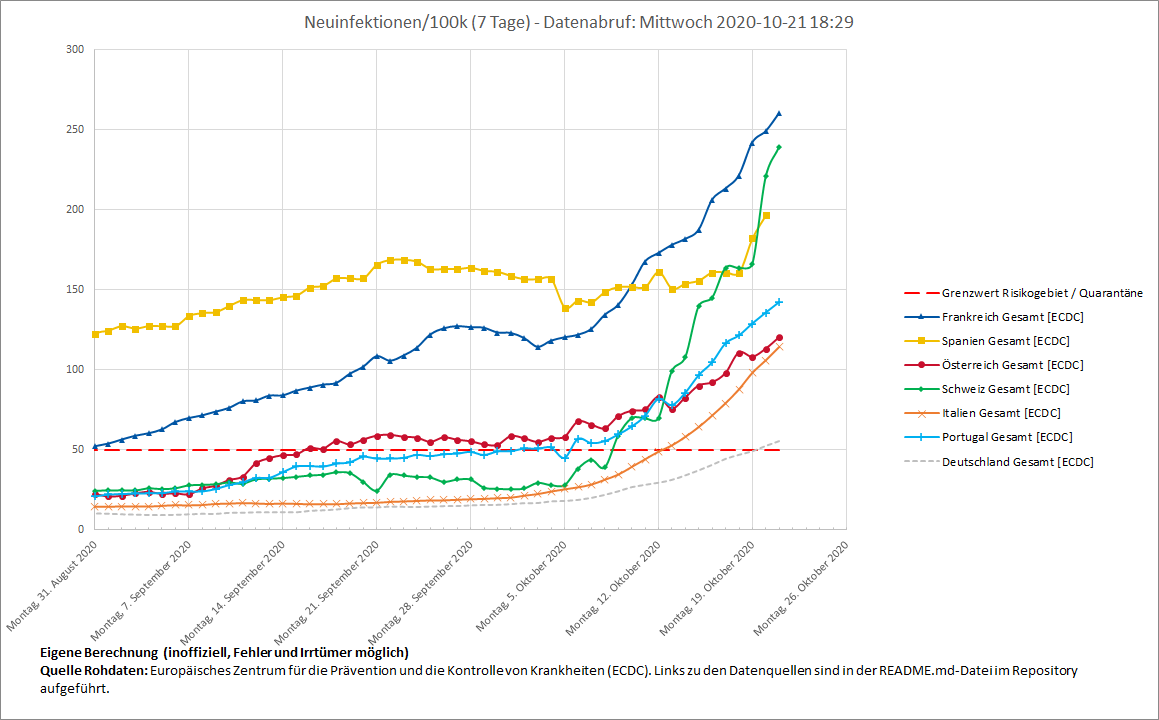 Neuinfektionen/100k (7 Tage) - Datenabruf: Mittwoch 2020-10-21 18:29
300
250
200
150
100
50
0
Montag, 31. August 2020
Montag, 7. September 2020
Montag, 14. September 2020
Montag, 21. September 2020
Montag, 28. September 2020
Montag, 5. Oktober 2020
Montag, 12. Oktober 2020
Montag, 19. Oktober 2020
Montag, 26. Oktober 2020
Grenzwert Risikogebiet / Quarantäne
Frankreich Gesamt [ECDC]
Spanien Gesamt [ECDC]
Österreich Gesamt [ECDC]
Schweiz Gesamt [ECDC]
Italien Gesamt [ECDC]
Portugal Gesamt [ECDC]
Deutschland Gesamt [ECDC]
Eigene Berechnung (inoffiziell, Fehler und Irrtümer möglich)
Quelle Rohdaten: Europäisches Zentrum für die Prävention und die Kontrolle von Krankheiten (ECDC). Links zu den Datenquellen sind in der README.md-Datei im Repository
aufgeführt.